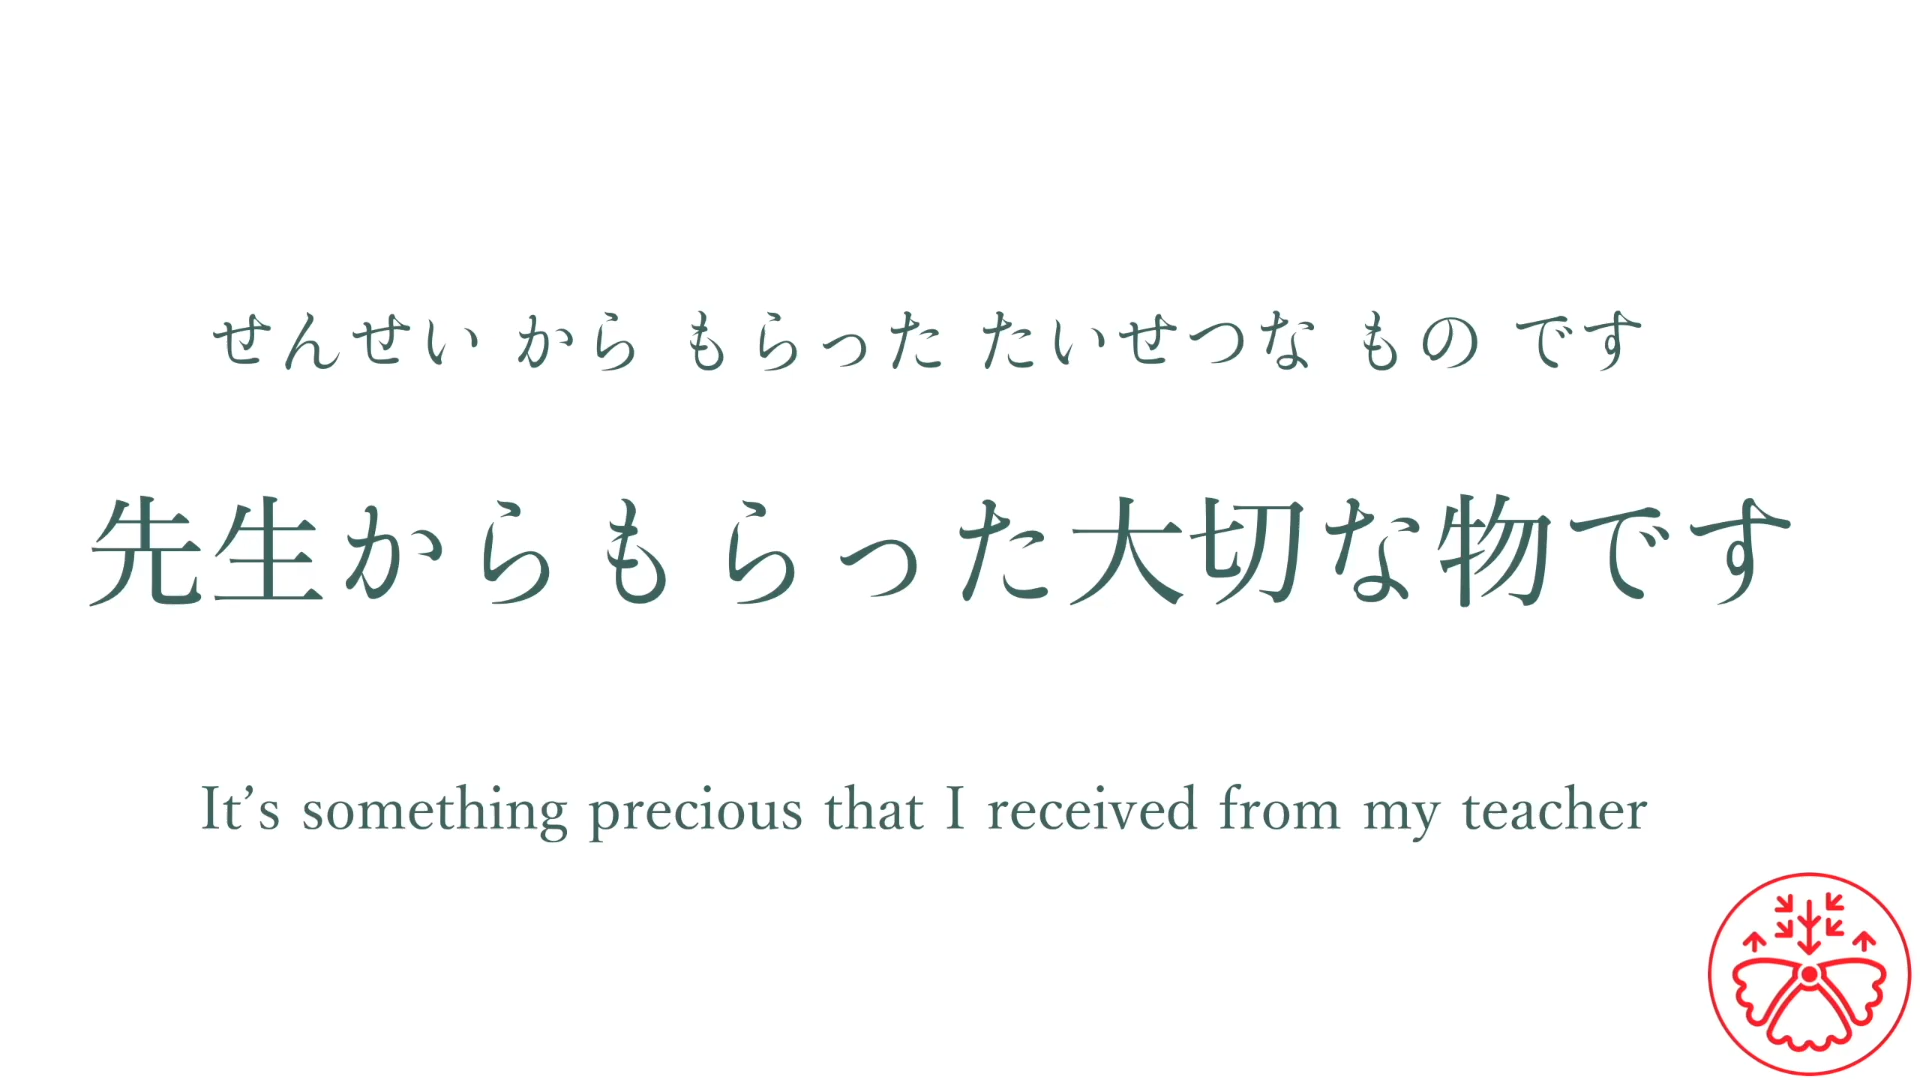 せんせい から もらった たいせつな もの です
先生からもらった大切な物です
It’s something precious that I received from my teacher